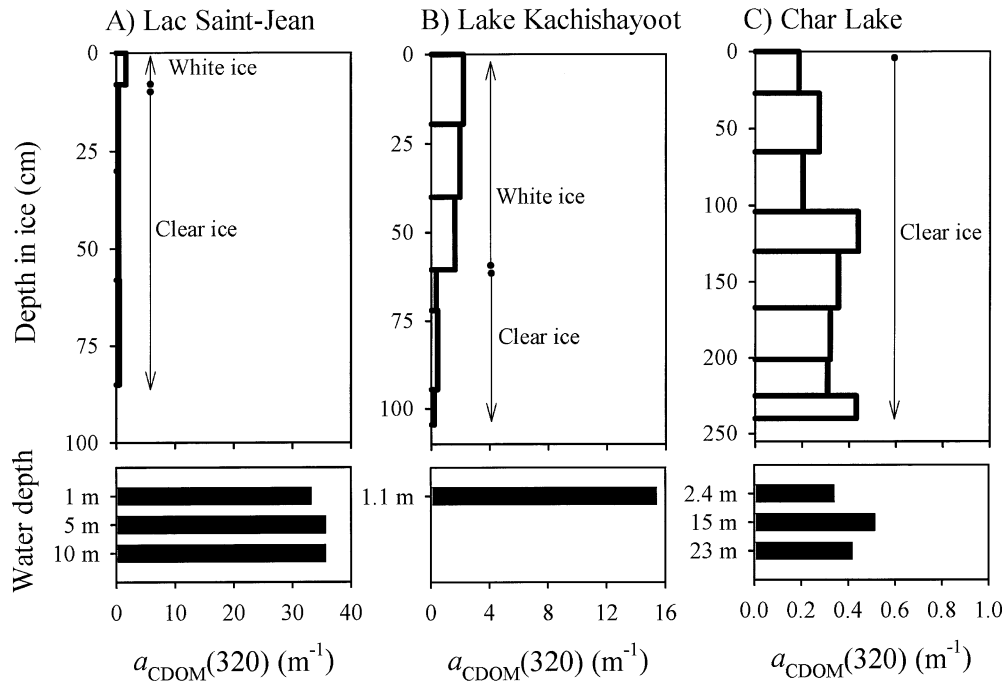 A) Lac Saint-Jean
B) Lake Kachishayoot
C) Char Lake
Depth in ice (cm)
0
25
50
75
100
White ice
Clear ice
0
25
50
75
100
White ice
Clear ice
0
50
100
150
200
250
Clear ice
Water depth
1 m
5 m
10 m
1.1 m
2.4 m
15 m
23 m
0 10 20 30 40
0 4 8 12 16
0.0 0.2 0.4 0.6 0.8 1.0
aCDOM(320) (m-1)
aCDOM(320) (m-1)
aCDOM(320) (m-1)